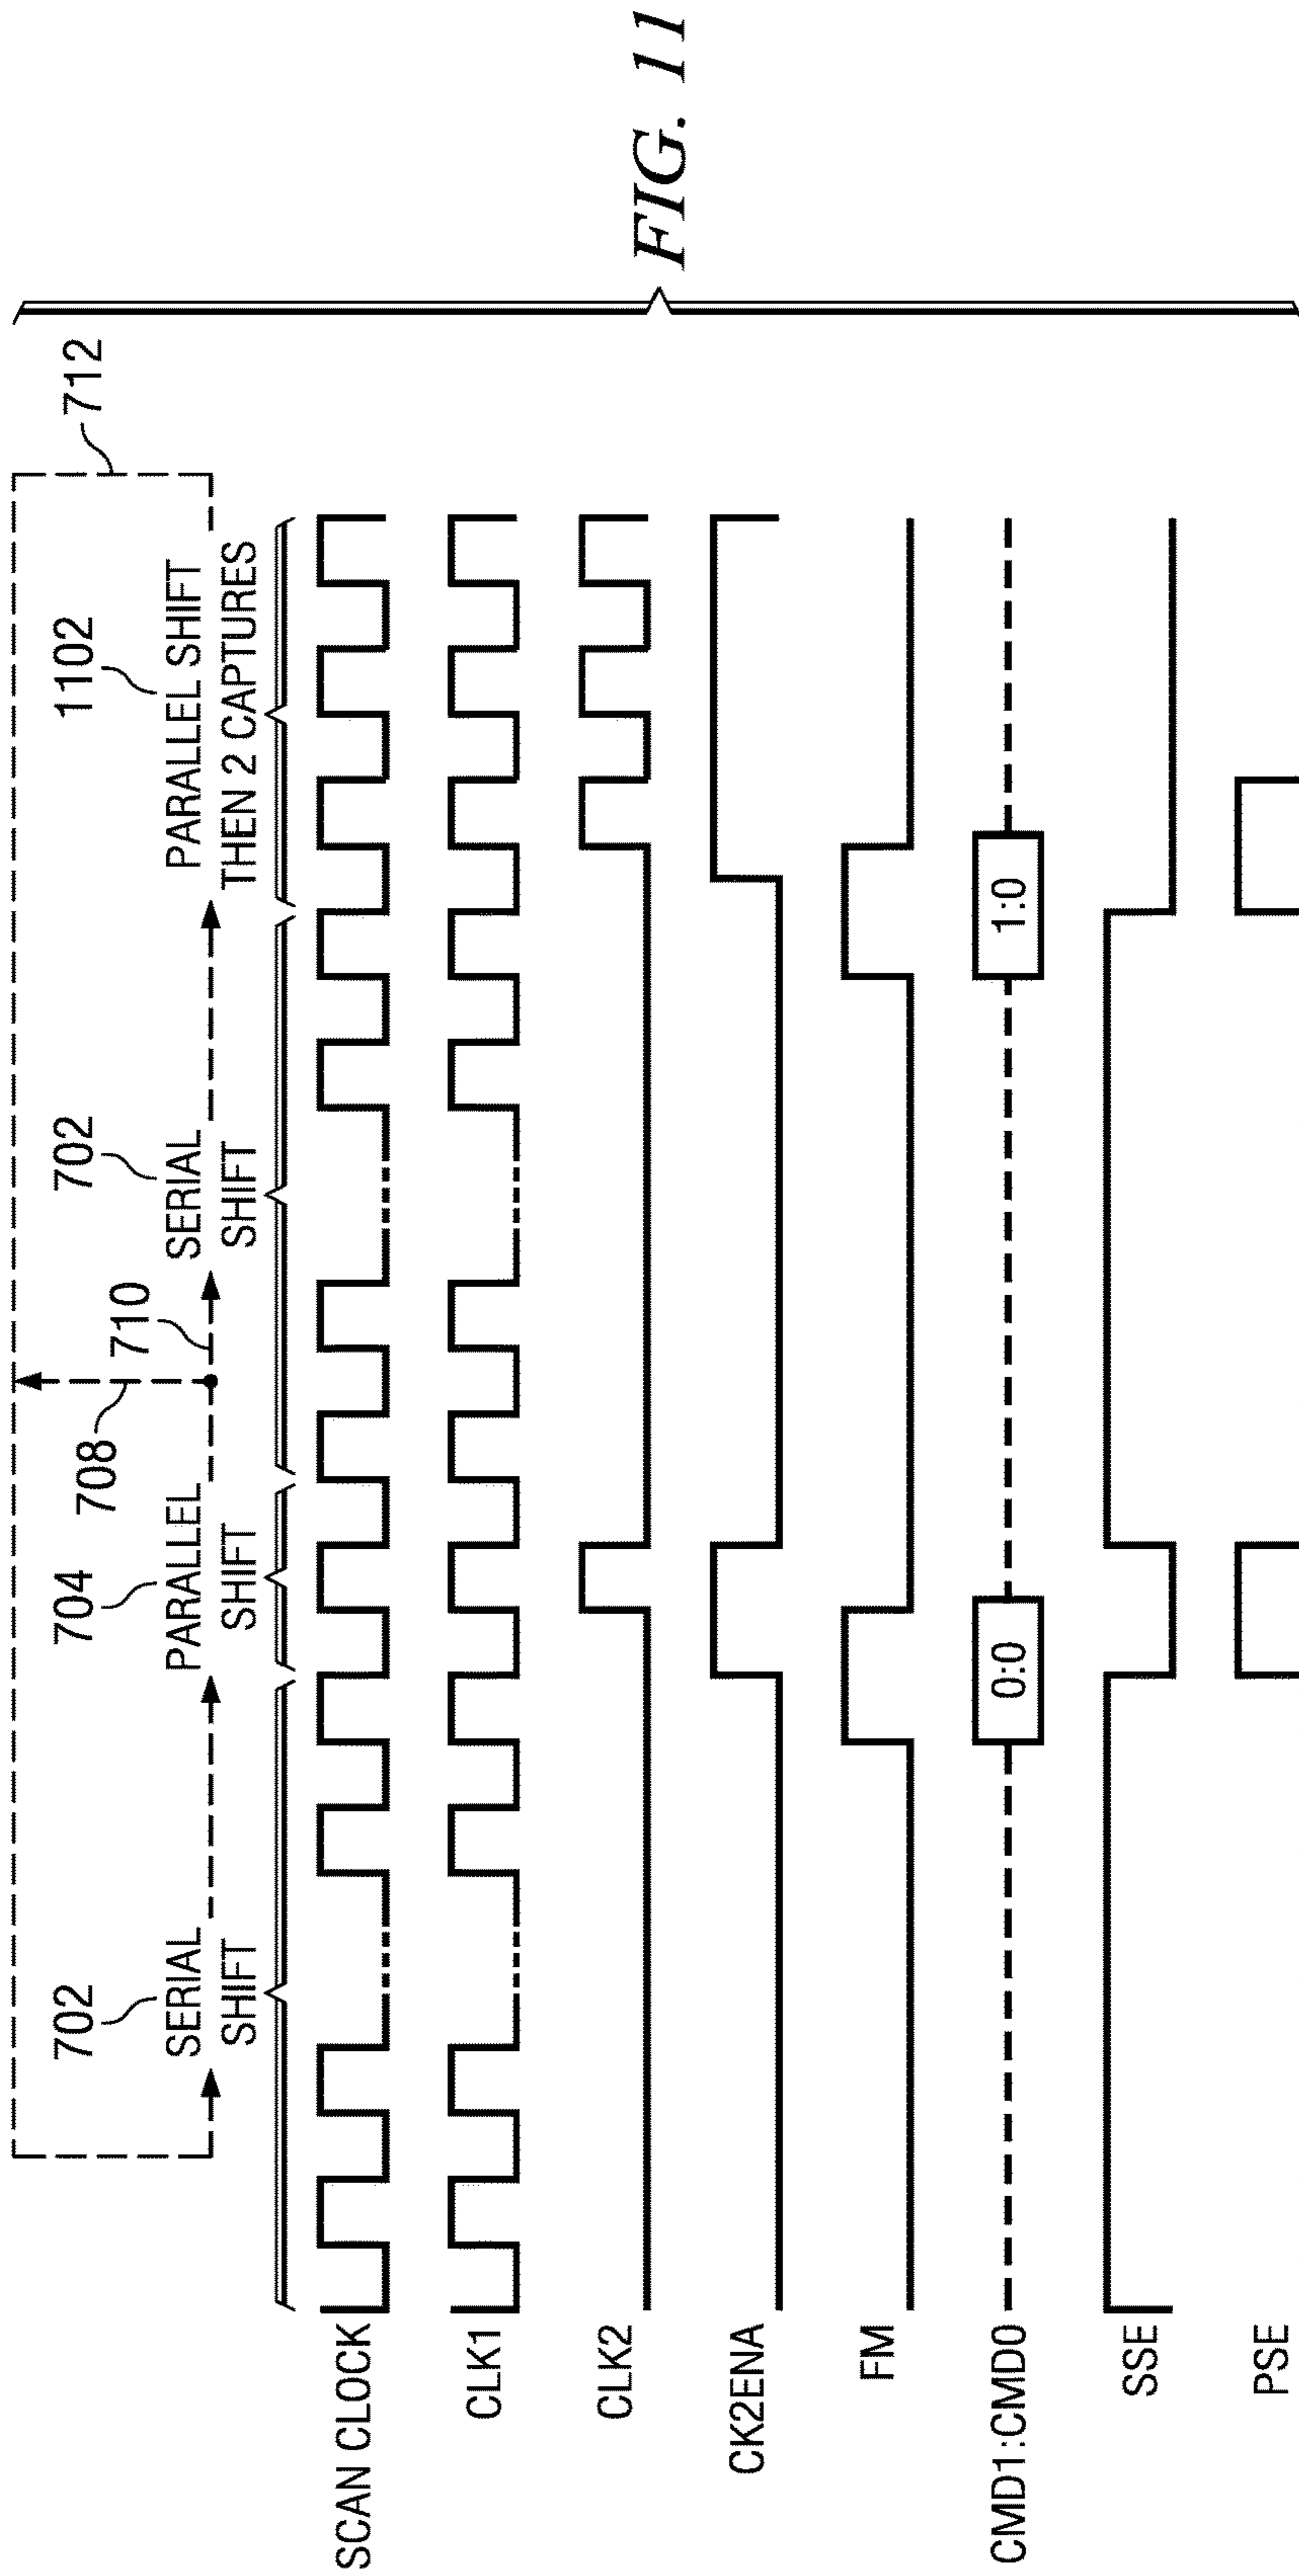 712
702
704
708
710
702
1102
SERIAL
SHIFT
PARALLEL
SHIFT
SERIAL
SHIFT
PARALLEL SHIFT
THEN 2 CAPTURES
SCAN CLOCK
CLK1
CLK2
CK2ENA
FM
CMD1:CMD0
0:0
1:0
SSE
PSE
FIG. 11